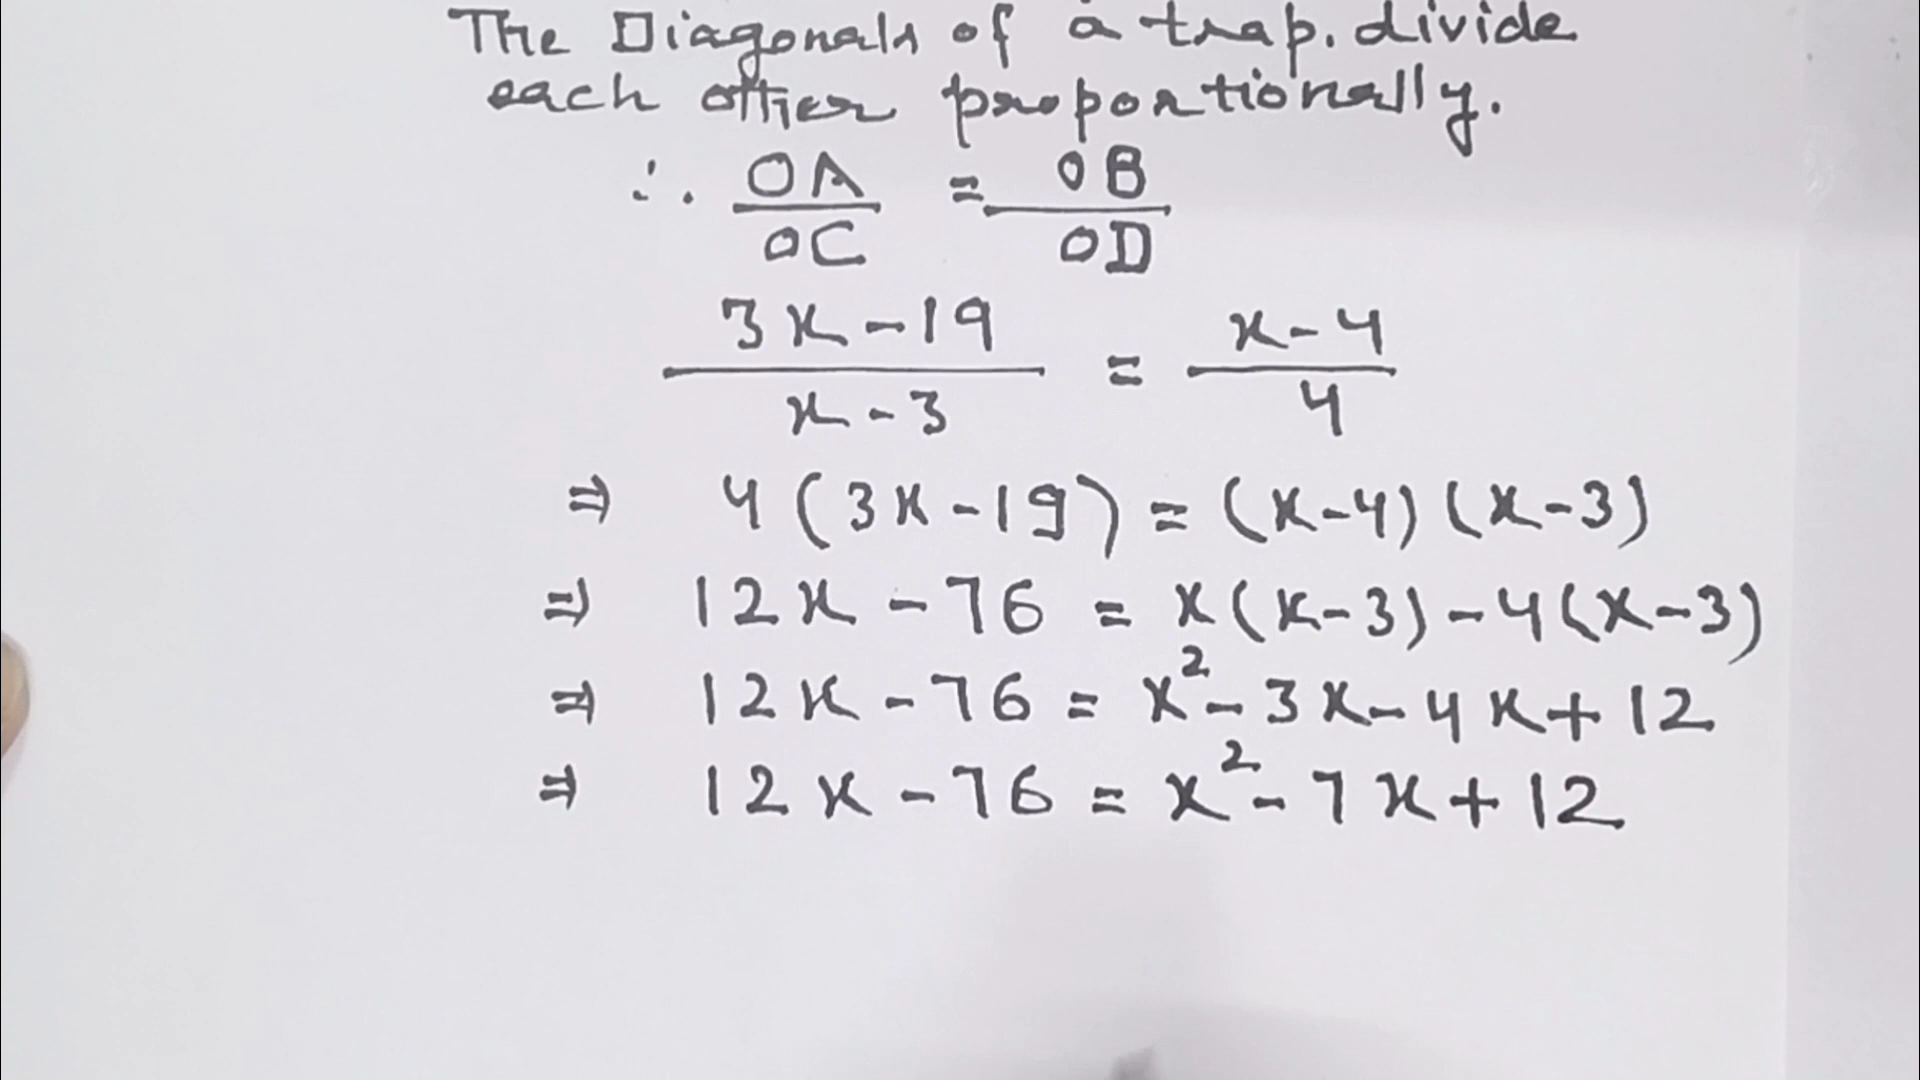 The Diagonals of a trap. divide
each other proportionally.
∴ OA/OC = OB/OD
3x-19/x-3 = x-4/4
⇒ 4(3x-19) = (x-4)(x-3)
⇒ 12x-76 = x(x-3)-4(x-3)
⇒ 12x-76 = x²-3x-4x+12
⇒ 12x-76 = x²-7x+12